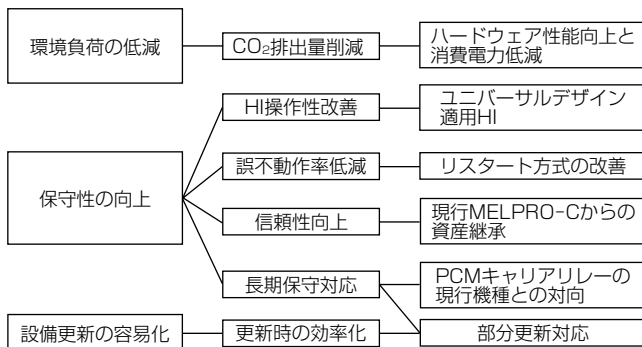 環境負荷の低減
CO₂排出量削減
ハードウェア性能向上と
消費電力低減
HI操作性改善
ユニバーサルデザイン
適用HI
保守性の向上
誤不動作率低減
リスタート方式の改善
信頼性向上
現行MELPRO-Cからの
資産継承
長期保守対応
PCMキャリアリレーの
現行機種との対向
設備更新の容易化
更新時の効率化
部分更新対応